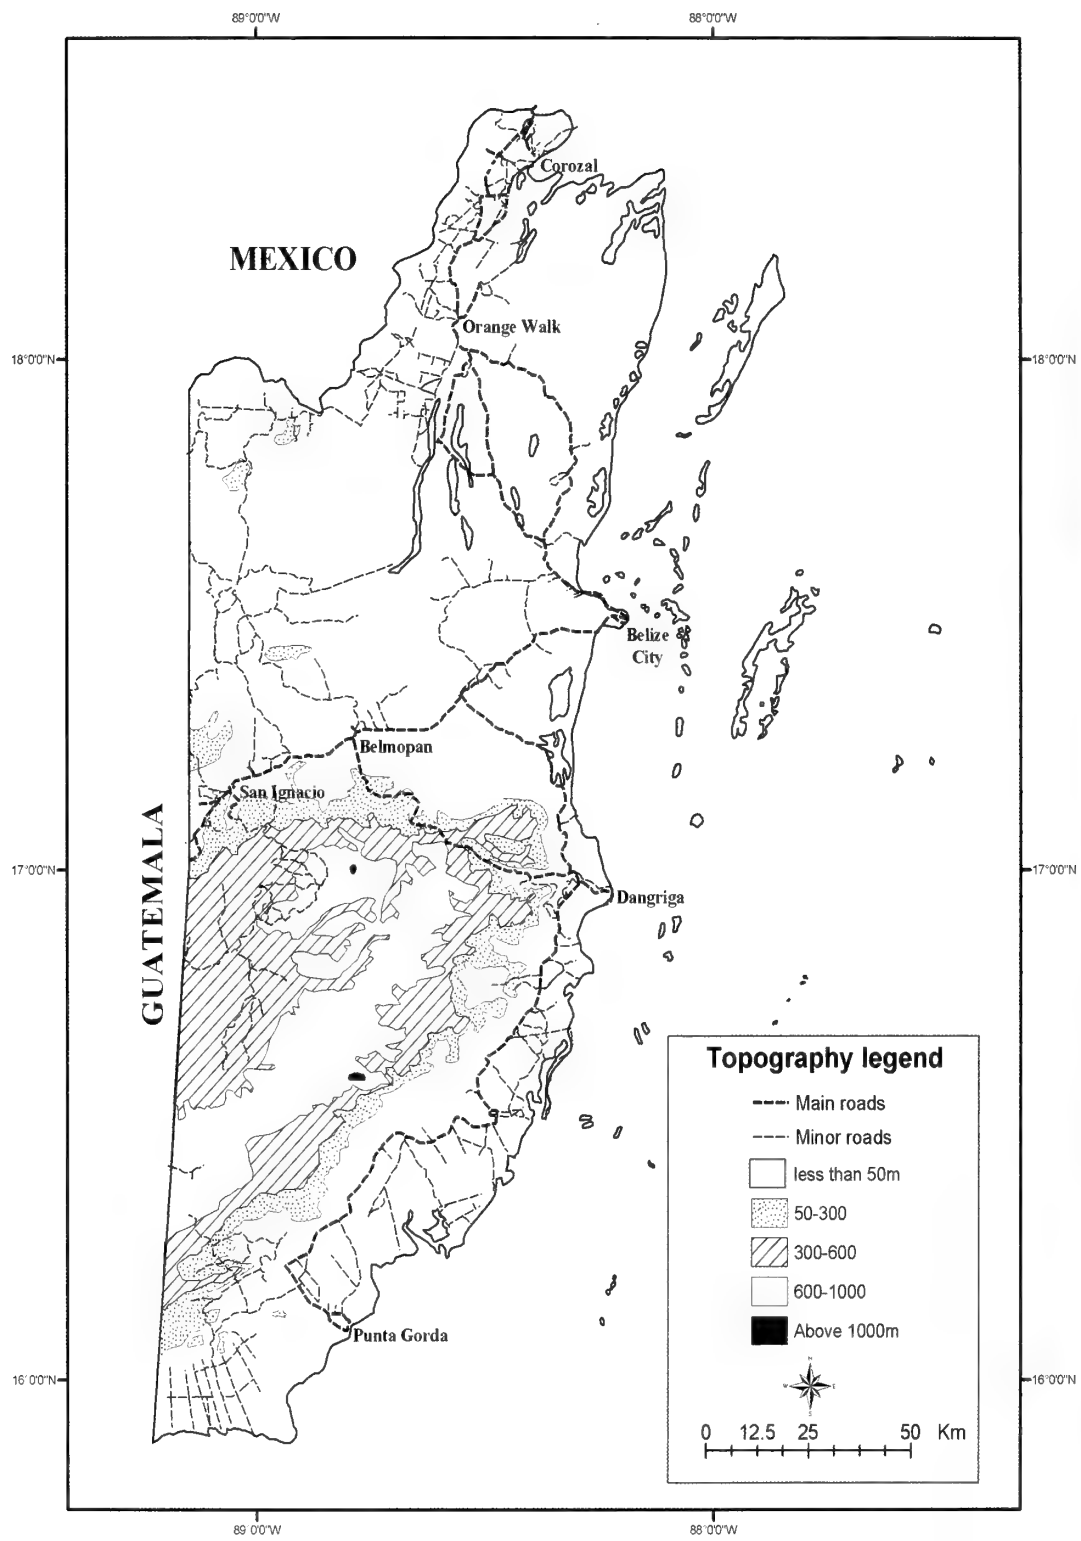 89°0'0"W 88°0'0"W
Corozal
MEXICO
Orange Walk
18°0'0"N 18°0'0"N
Belize
City
Belmopan
San Ignacio
GUATEMALA
17°0'0"N 17°0'0"N
Dangriga
Topography legend
Main roads
Minor roads
less than 50m
50-300
300-600
600-1000
Above 1000m
N
W E
S
0 12.5 25 50 Km
Punta Gorda
16°0'0"N 16°0'0"N
89°0'0"W 88°0'0"W